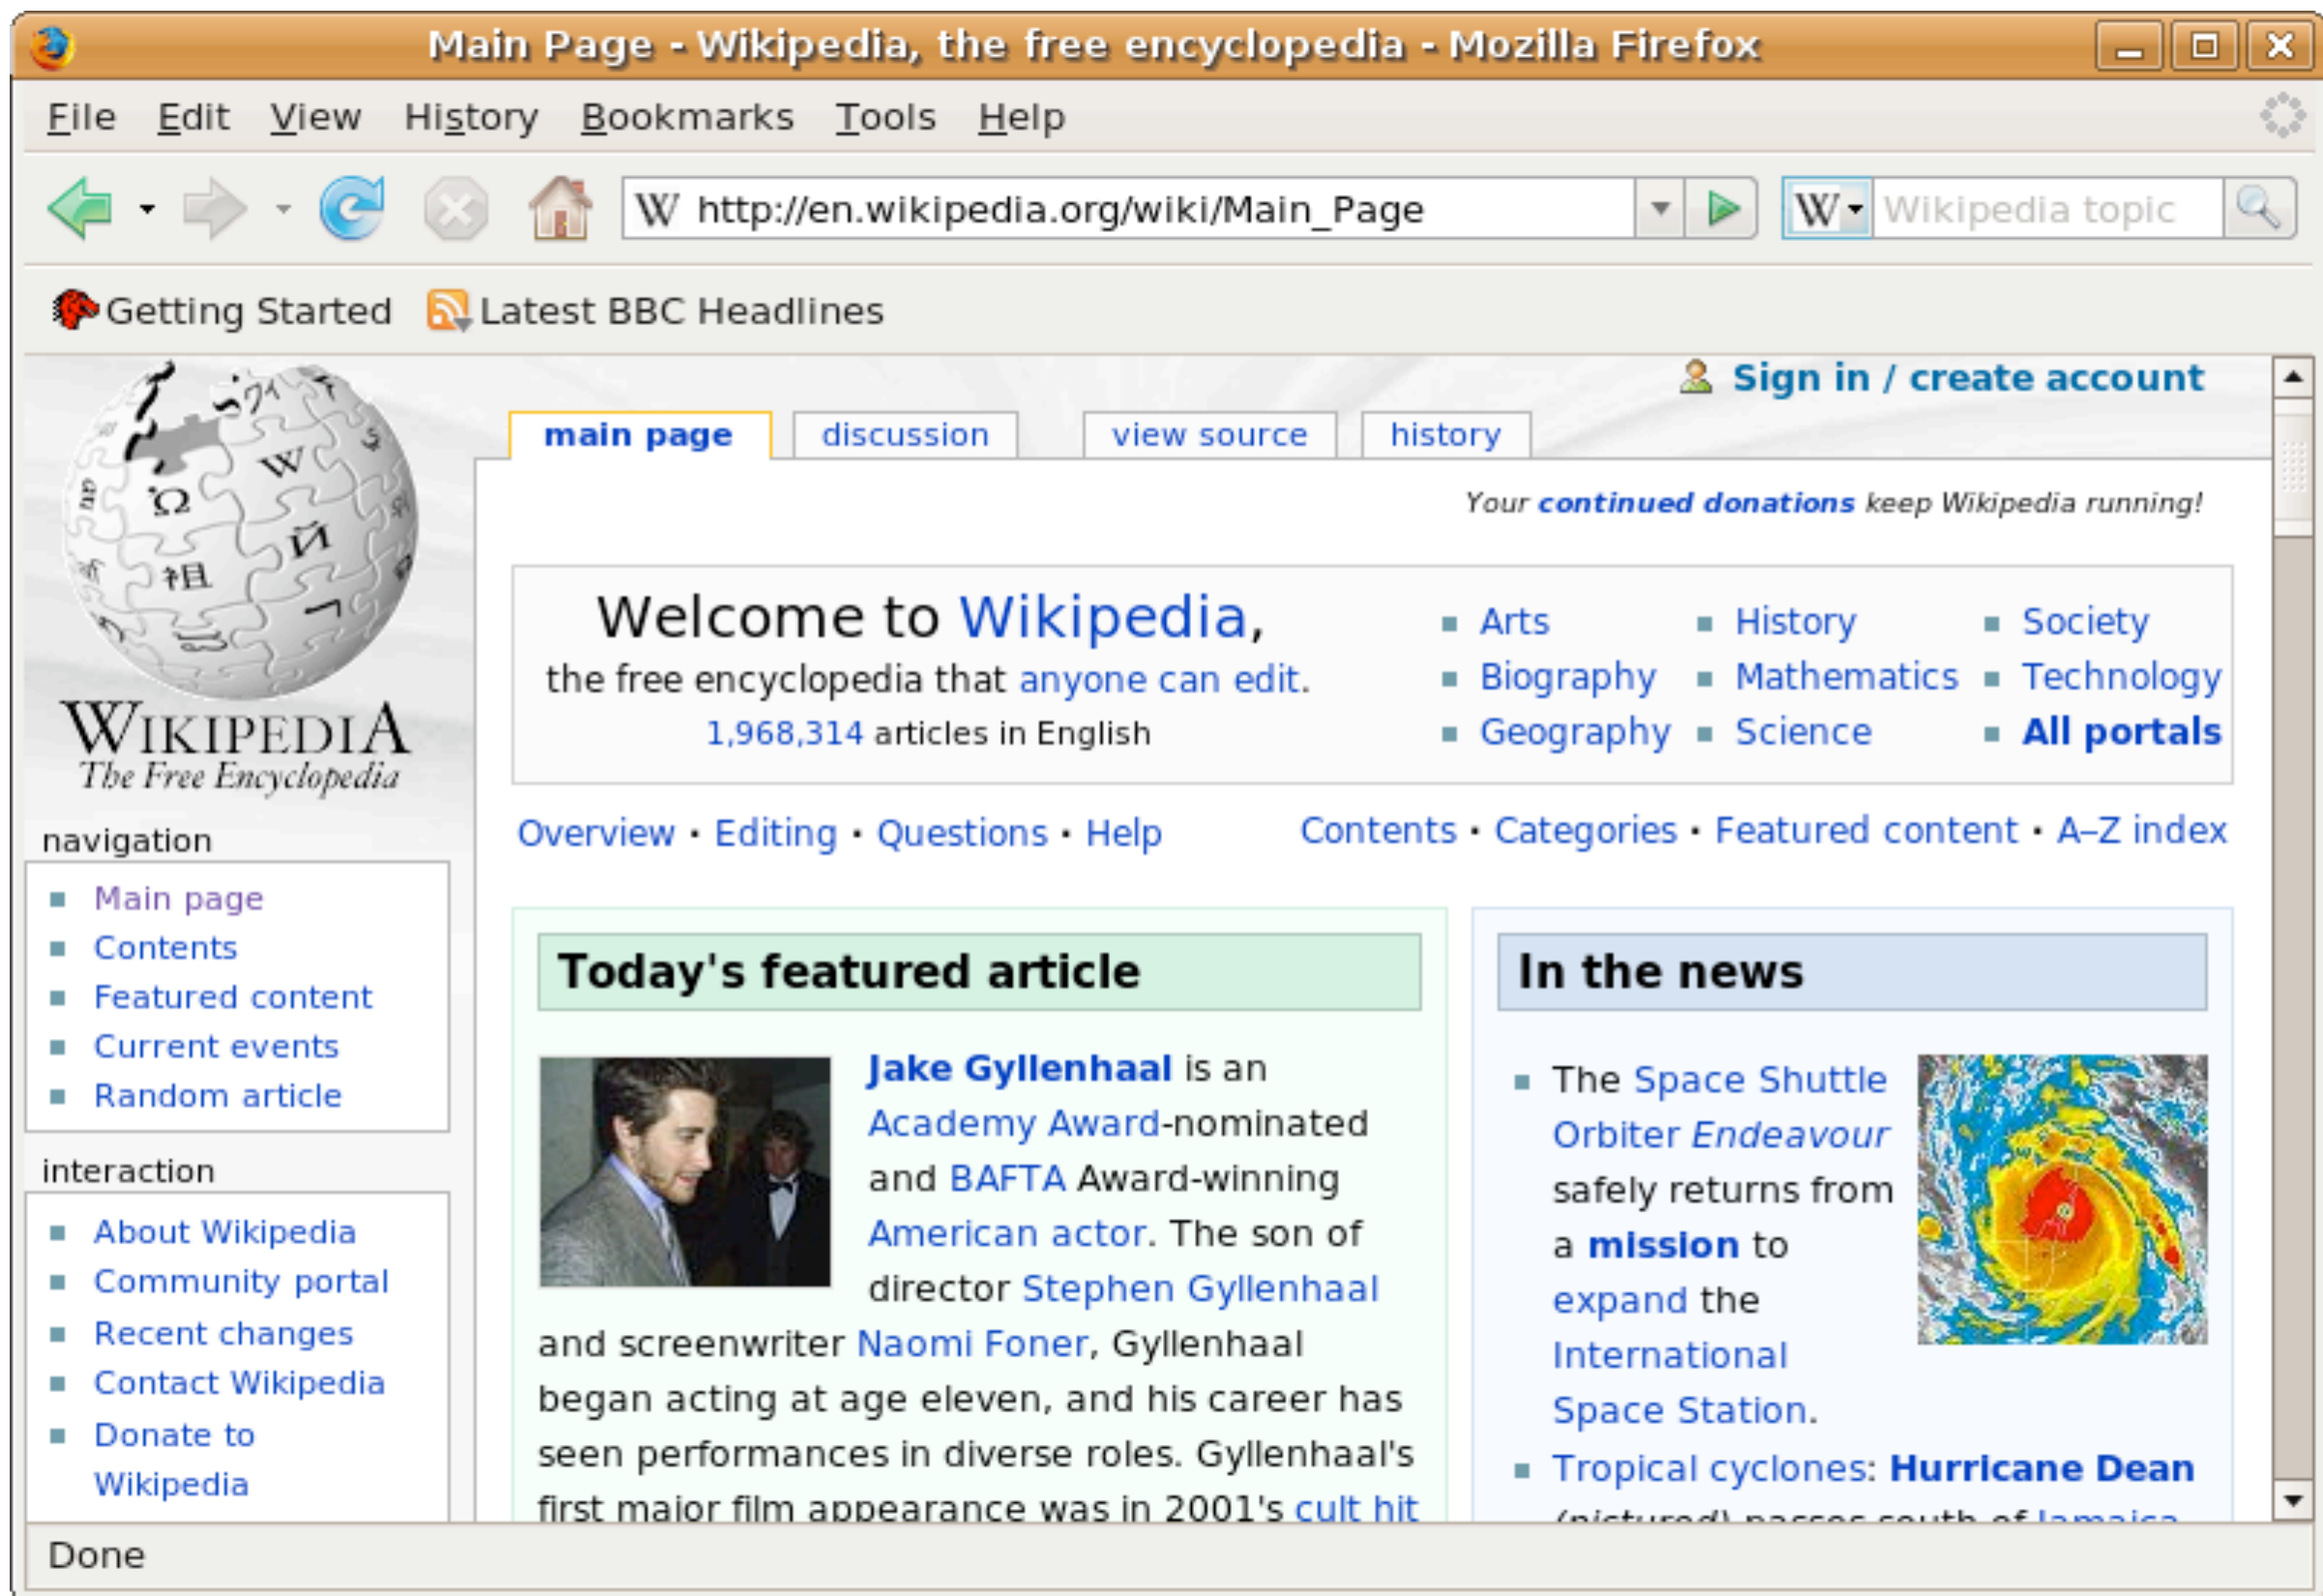 Main Page - Wikipedia, the free encyclopedia - Mozilla Firefox
File Edit View History Bookmarks Tools Help
W http://en.wikipedia.org/wiki/Main_Page W Wikipedia topic
Getting Started Latest BBC Headlines
Sign in / create account
main page discussion view source history
Your continued donations keep Wikipedia running!
W
Ω
Й
祖
WIKIPEDIA
The Free Encyclopedia
navigation
Main page
Contents
Featured content
Current events
Random article
interaction
About Wikipedia
Community portal
Recent changes
Contact Wikipedia
Donate to
Wikipedia
Welcome to Wikipedia,
the free encyclopedia that anyone can edit.
1,968,314 articles in English
Arts History Society
Biography Mathematics Technology
Geography Science All portals
Overview · Editing · Questions · Help
Contents · Categories · Featured content · A–Z index
Today's featured article
Jake Gyllenhaal is an
Academy Award-nominated
and BAFTA Award-winning
American actor. The son of
director Stephen Gyllenhaal
and screenwriter Naomi Foner, Gyllenhaal
began acting at age eleven, and his career has
seen performances in diverse roles. Gyllenhaal's
first major film appearance was in 2001's cult hit
In the news
The Space Shuttle
Orbiter Endeavour
safely returns from
a mission to
expand the
International
Space Station.
Tropical cyclones: Hurricane Dean
(pictured) passes south of Jamaica
Done